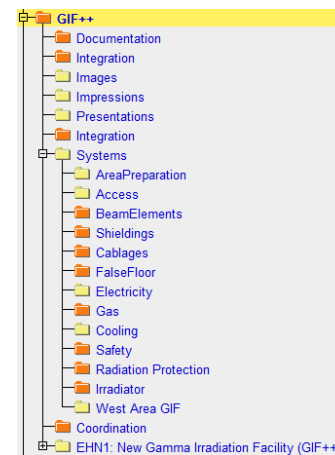 GIF++
Documentation
Integration
Images
Impressions
Presentations
Integration
Systems
AreaPreparation
Access
BeamElements
Shieldings
Cablages
FalseFloor
Electricity
Gas
Cooling
Safety
Radiation Protection
Irradiator
West Area GIF
Coordination
EHN1: New Gamma Irradiation Facility (GIF++